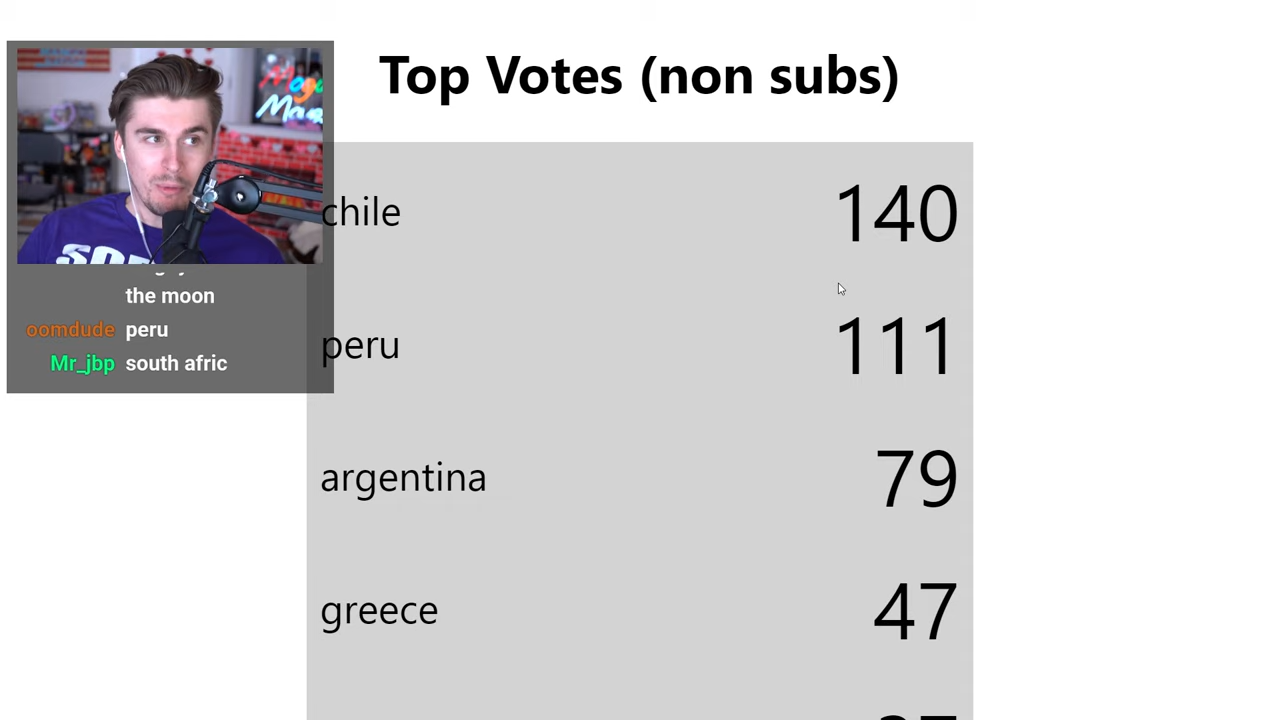 Top Votes (non subs)
chile 140
the moon
oomdude peru
Mr_jbp south afric
peru 111
argentina 79
greece 47